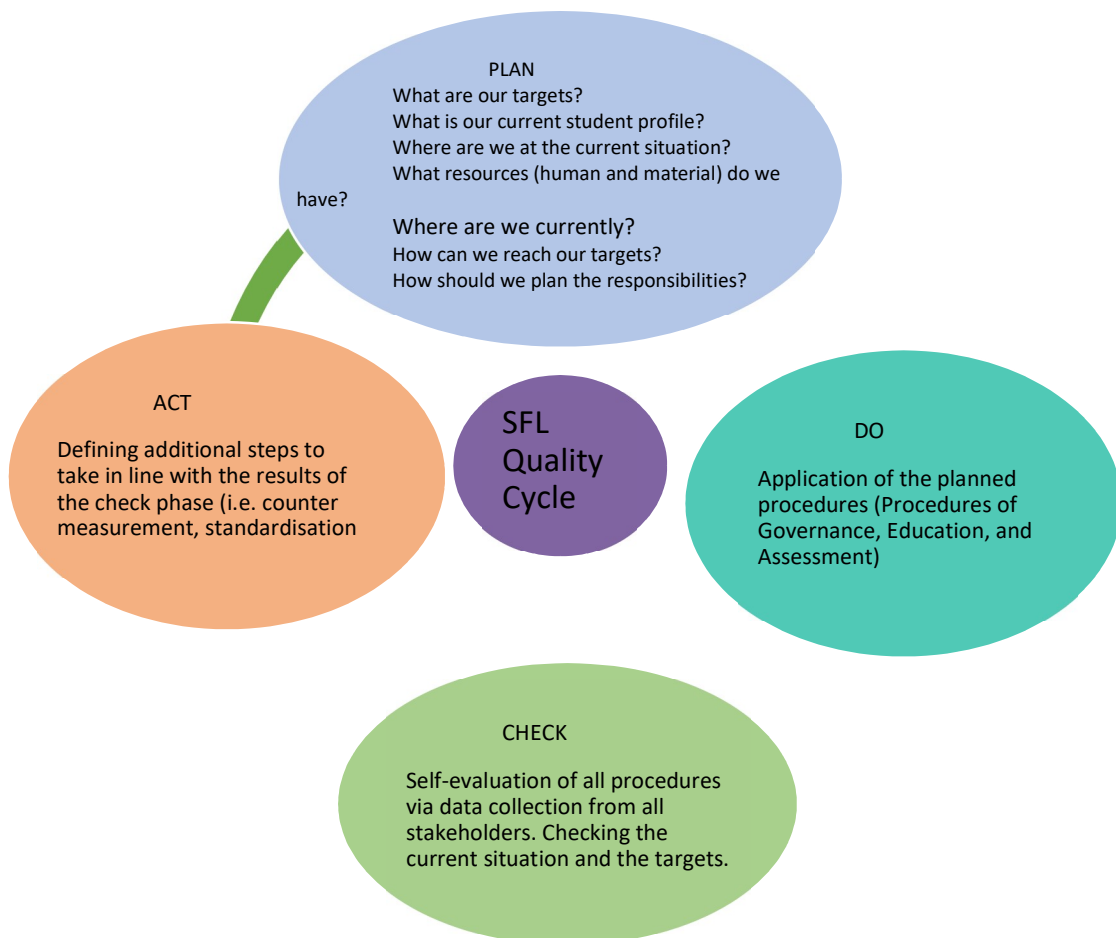 PLAN
What are our targets?
What is our current student profile?
Where are we at the current situation?
What resources (human and material) do we
have?
Where are we currently?
How can we reach our targets?
How should we plan the responsibilities?
ACT
Defining additional steps to
take in line with the results of
the check phase (i.e. counter
measurement, standardisation
SFL
Quality
Cycle
DO
Application of the planned
procedures (Procedures of
Governance, Education, and
Assessment)
CHECK
Self-evaluation of all procedures
via data collection from all
stakeholders. Checking the
current situation and the targets.